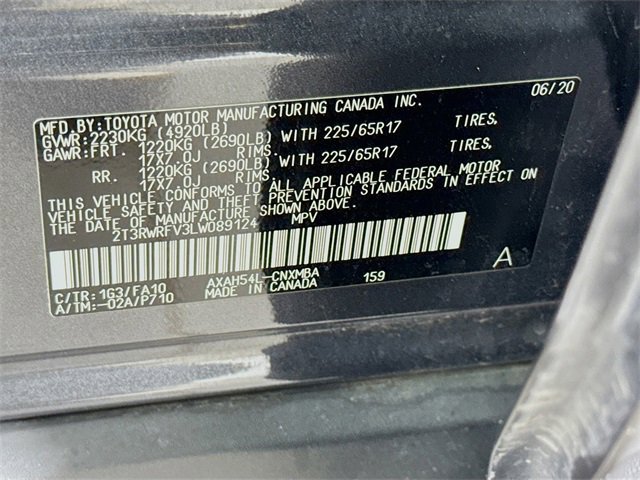 MFD.BY:TOYOTA MOTOR MANUFACTURING CANADA INC. 06/20
GVWR:2230KG (4920LB)
GAWR:FRT. 1220KG (2690LB) WITH 225/65R17 TIRES,
17X7.0J RIMS.
RR. 1220KG (2690LB) WITH 225/65R17 TIRES,
17X7.0J RIMS.
THIS VEHICLE CONFORMS TO ALL APPLICABLE FEDERAL MOTOR
VEHICLE SAFETY AND THEFT PREVENTION STANDARDS IN EFFECT ON
THE DATE OF MANUFACTURE SHOWN ABOVE.
2T3RWRFV3LW089124 MPV
A
C/TR:1G3/FA10 AXAH54L-CNXMBA 159
A/TM:-02A/P710 MADE IN CANADA